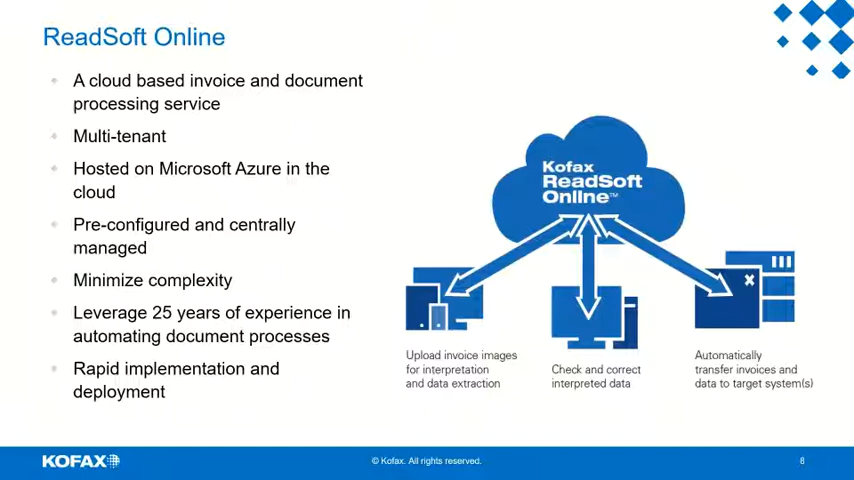 ReadSoft Online
A cloud based invoice and document
processing service
Multi-tenant
Hosted on Microsoft Azure in the
cloud
Pre-configured and centrally
managed
Minimize complexity
Leverage 25 years of experience in
automating document processes
Rapid implementation and
deployment
Kofax
ReadSoft
Online™
Upload invoice images
for interpretation
and data extraction
Check and correct
interpreted data
Automatically
transfer invoices and
data to target system(s)
KOFAX
© Kofax. All rights reserved.
6